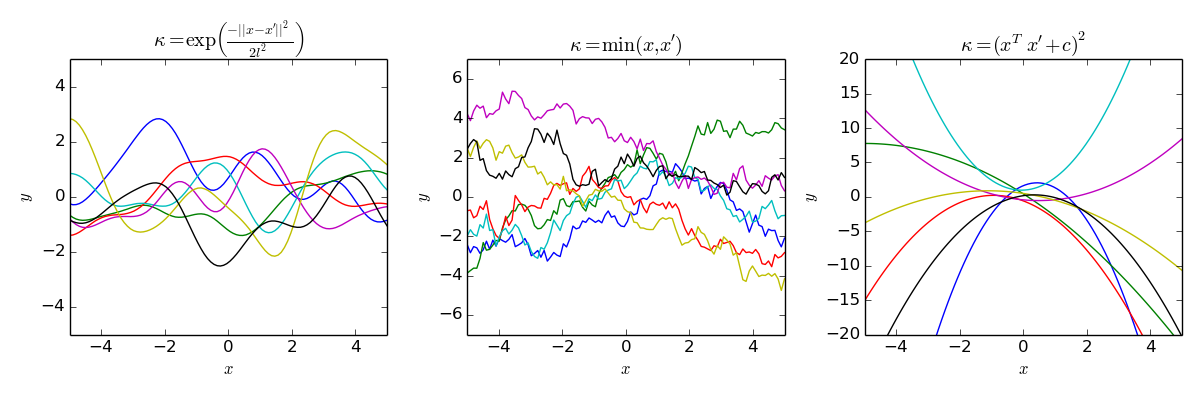 κ = exp(−||x−x′||² / 2l²)
4
2
0
−2
−4
y
−4 −2 0 2 4
x
κ = min(x,x′)
6
4
2
0
−2
−4
−6
y
−4 −2 0 2 4
x
κ = (xᵀ x′ + c)²
20
15
10
5
0
−5
−10
−15
−20
y
−4 −2 0 2 4
x